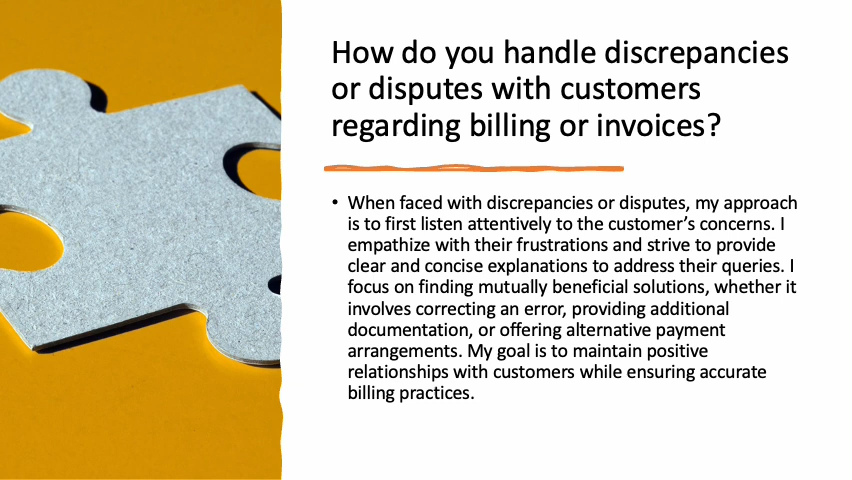 How do you handle discrepancies
or disputes with customers
regarding billing or invoices?
• When faced with discrepancies or disputes, my approach
is to first listen attentively to the customer’s concerns. I
empathize with their frustrations and strive to provide
clear and concise explanations to address their queries. I
focus on finding mutually beneficial solutions, whether it
involves correcting an error, providing additional
documentation, or offering alternative payment
arrangements. My goal is to maintain positive
relationships with customers while ensuring accurate
billing practices.